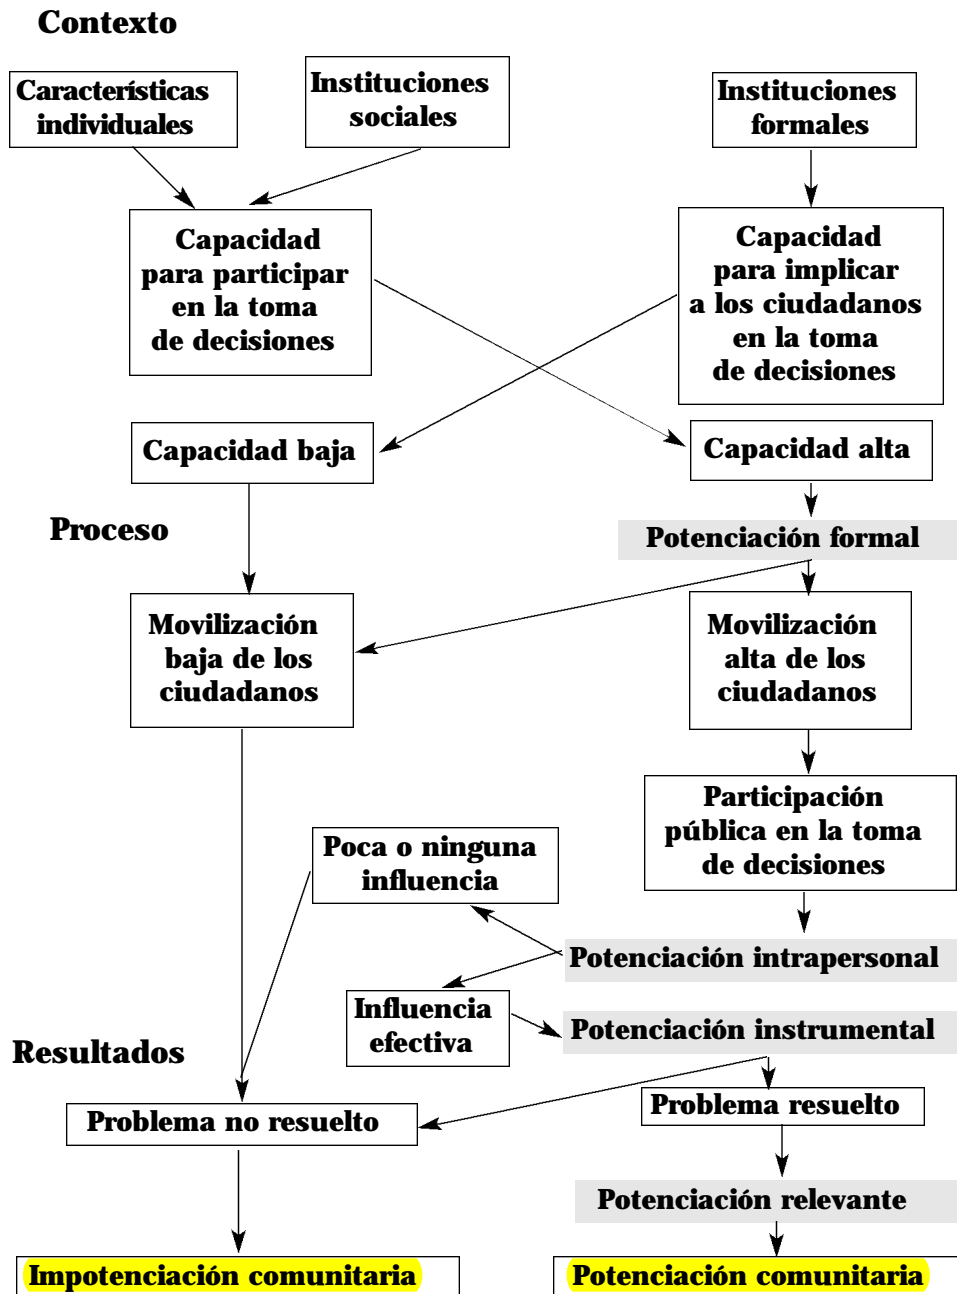 Contexto
Características
individuales
Instituciones
sociales
Instituciones
formales
Capacidad
para participar
en la toma
de decisiones
Capacidad
para implicar
a los ciudadanos
en la toma
de decisiones
Capacidad baja
Capacidad alta
Proceso
Potenciación formal
Movilización
baja de los
ciudadanos
Movilización
alta de los
ciudadanos
Participación
pública en la toma
de decisiones
Poca o ninguna
influencia
Potenciación intrapersonal
Influencia
efectiva
Potenciación instrumental
Resultados
Problema no resuelto
Problema resuelto
Potenciación relevante
Impotenciación comunitaria
Potenciación comunitaria